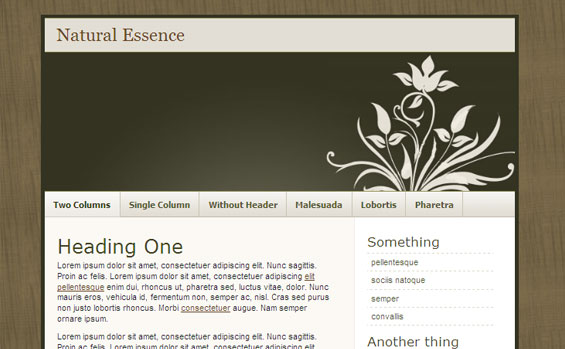 Natural Essence
Two Columns Single Column Without Header Malesuada Lobortis Pharetra
Heading One
Lorem ipsum dolor sit amet, consectetuer adipiscing elit. Nunc sagittis.
Proin ac felis. Lorem ipsum dolor sit amet, consectetuer adipiscing elit
pellentesque enim dui, rhoncus ut, pharetra sed, luctus vitae, dolor. Nunc
mauris eros, vehicula id, fermentum non, semper ac, nisl. Cras sed purus
non justo lobortis rhoncus. Morbi consectetuer augue. Nam semper
ornare ipsum.
Lorem ipsum dolor sit amet, consectetuer adipiscing elit. Nunc sagittis.
Proin ac felis. Lorem ipsum dolor sit amet, consectetuer adipiscing elit
Something
pellentesque
sociis natoque
semper
convallis
Another thing